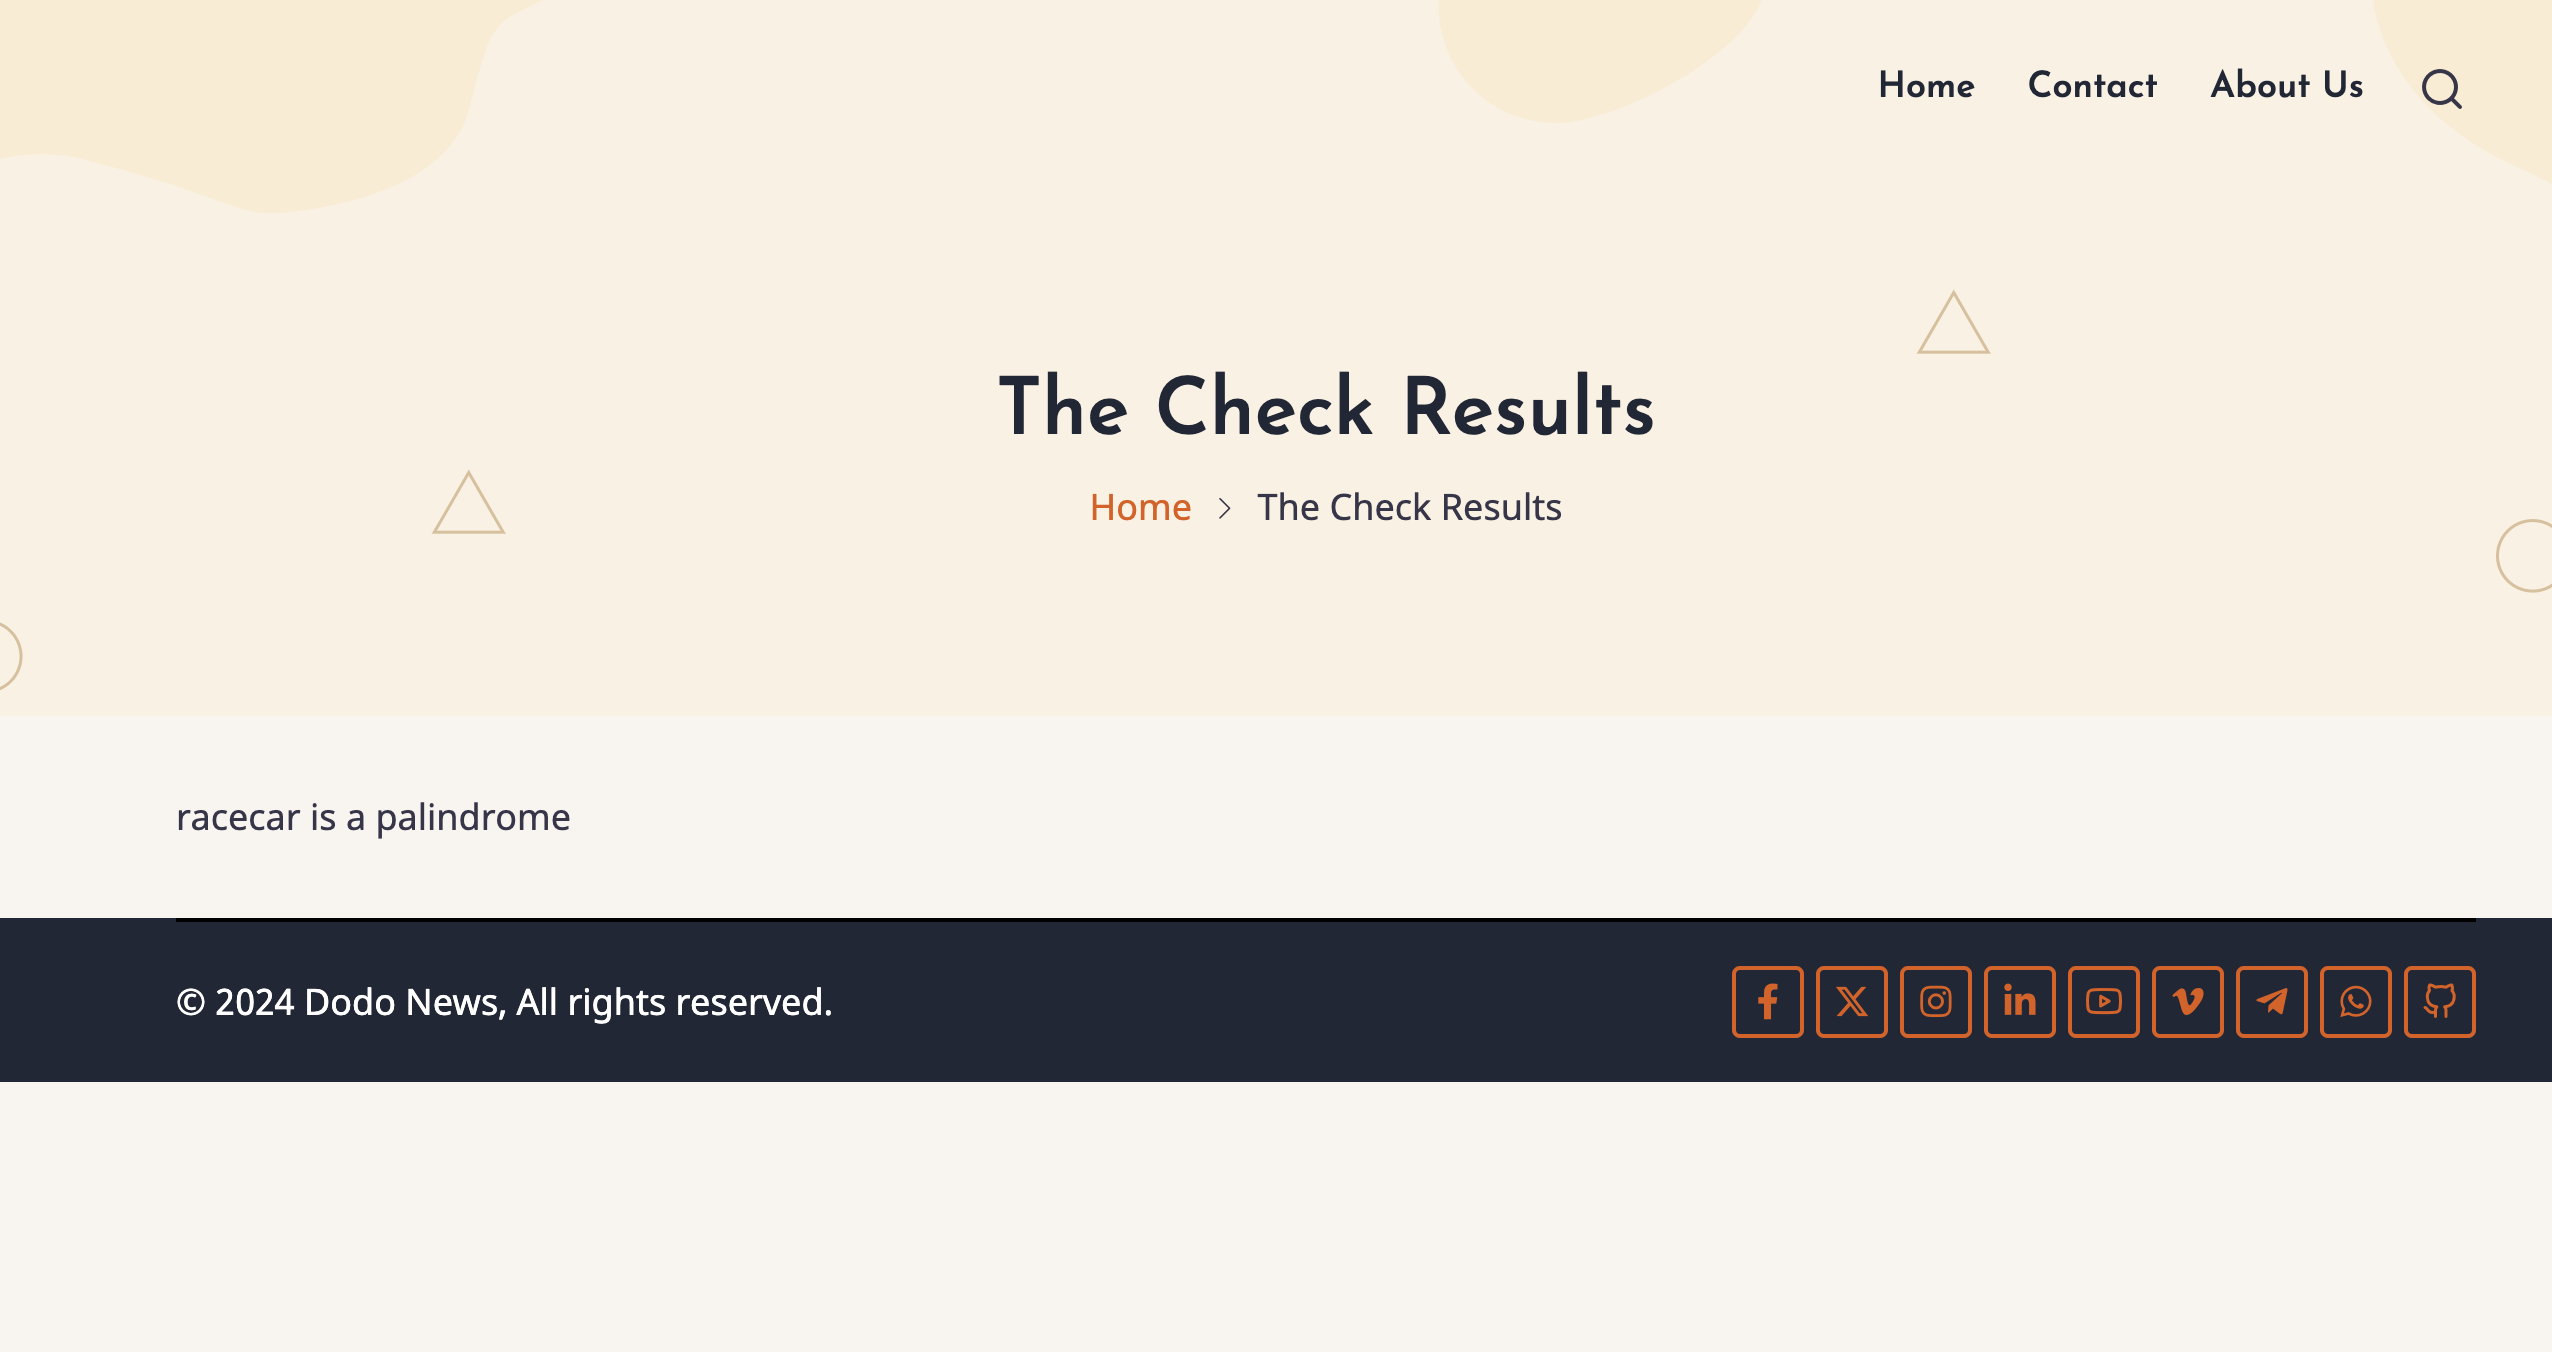 Home Contact About Us
The Check Results
Home > The Check Results
racecar is a palindrome
© 2024 Dodo News, All rights reserved.